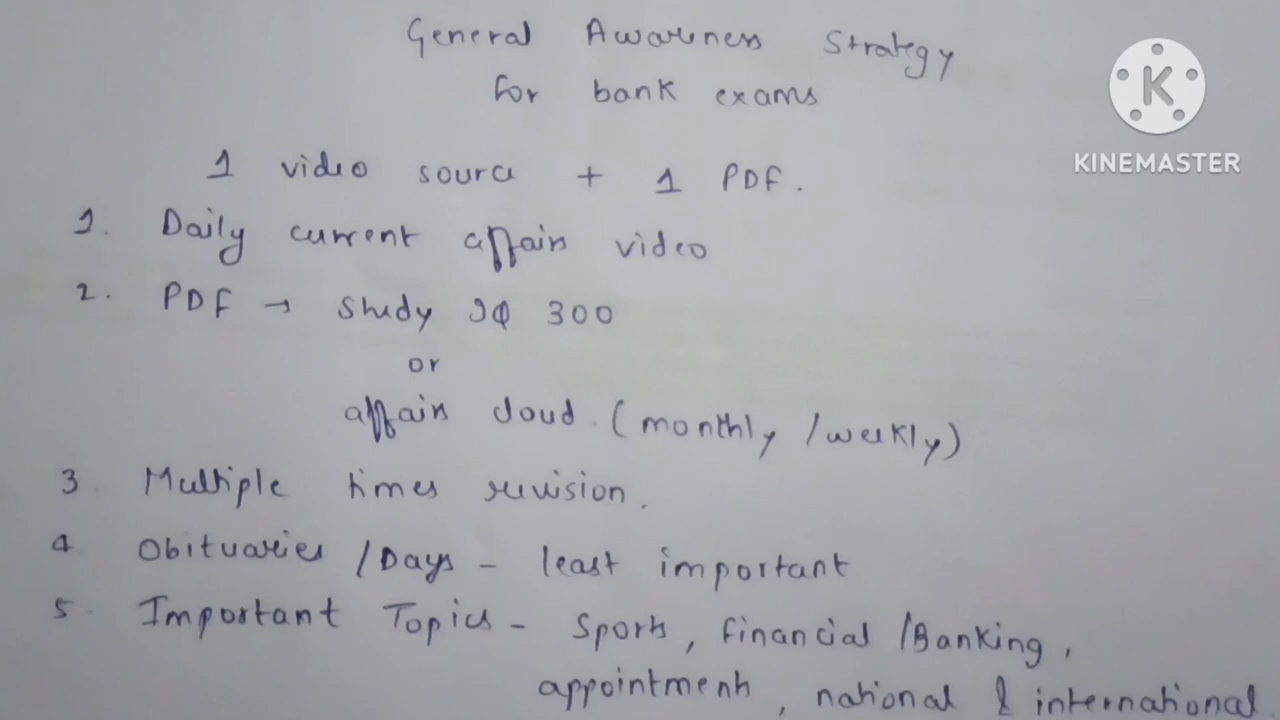 General Awareness Strategy
for bank exams
KINEMASTER
1 video source + 1 PDF.
1. Daily current affairs video
2. PDF → Study IQ 300
or
affairs cloud. (monthly /weekly)
3. Multiple times revision.
4 Obituaries /Days - least important
5. Important Topics - Sports, financial /Banking,
appointments, national & international